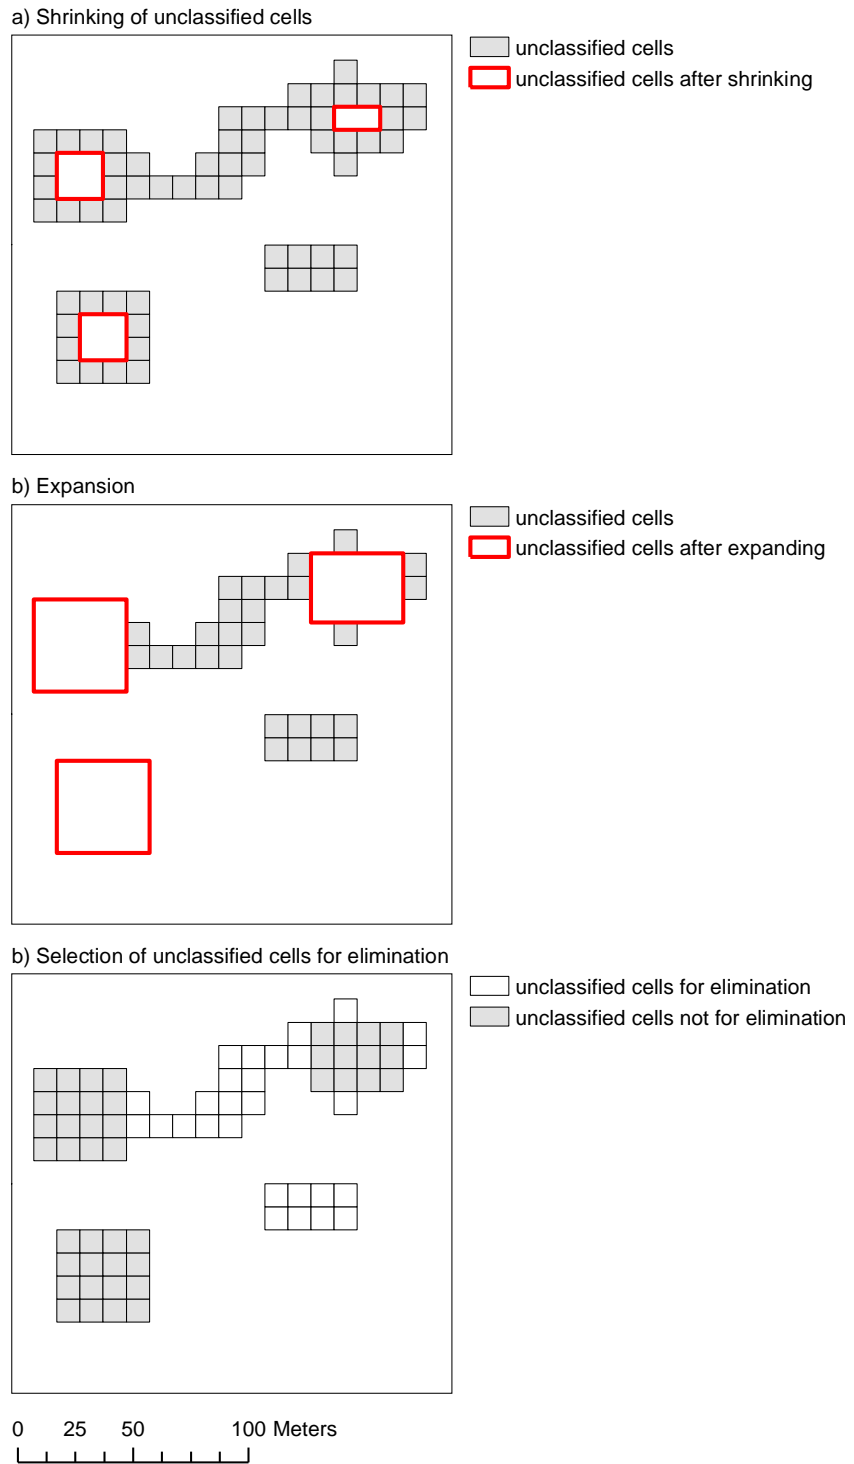 a) Shrinking of unclassified cells
unclassified cells
unclassified cells after shrinking
b) Expansion
unclassified cells
unclassified cells after expanding
b) Selection of unclassified cells for elimination
unclassified cells for elimination
unclassified cells not for elimination
0 25 50 100 Meters